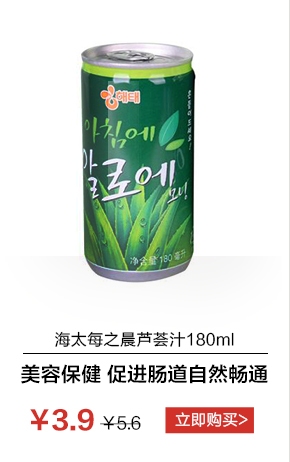 해태
아침에
알로에
모닝
净含量 180 毫升
海太每之晨芦荟汁180ml
美容保健 促进肠道自然畅通
¥3.9 ¥5.6 立即购买>